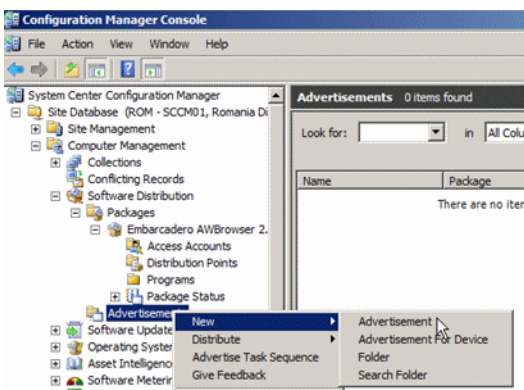 Configuration Manager Console
File Action View Window Help
System Center Configuration Manager
Site Database (ROM - SCCM01, Romania Di
Site Management
Computer Management
Collections
Conflicting Records
Software Distribution
Packages
Embarcadero AWBrowser 2.
Access Accounts
Distribution Points
Programs
Package Status
Advertisement
Software Update
Operating System
Asset Intelligenc
Software Meterin
Advertisements 0 items found
Look for: in All Colu
Name Package
There are no iter
New
Distribute
Advertise Task Sequence
Give Feedback
Advertisement
Advertisement For Device
Folder
Search Folder